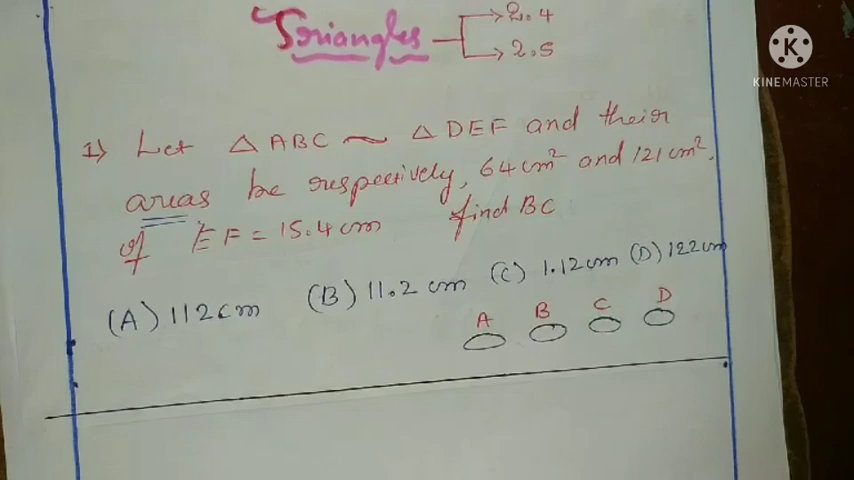 Triangles → 2.4
→ 2.5
K
KINEMASTER
1) Let △ ABC ~ △ DEF and their
areas be respectively, 64 cm² and 121 cm².
if EF = 15.4 cm find BC
(A) 112 cm (B) 11.2 cm (C) 1.12 cm (D) 122 cm
A B C D